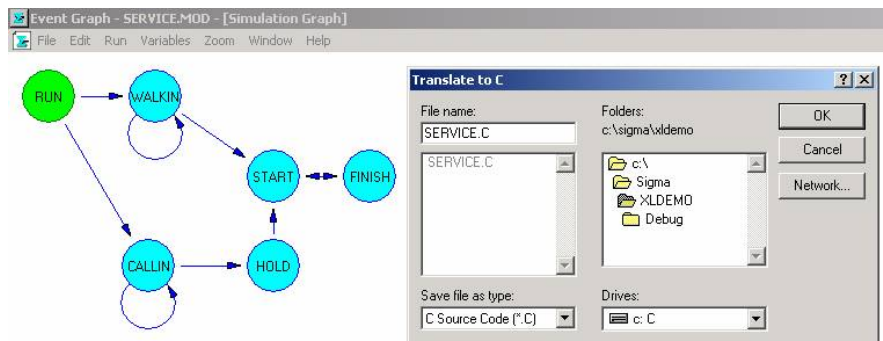 Event Graph - SERVICE.MOD - [Simulation Graph]
File Edit Run Variables Zoom Window Help
RUN
WALKIN
START
FINISH
CALLIN
HOLD
Translate to C
File name:
SERVICE.C
SERVICE.C
Folders:
c:\sigma\xldemo
c:\
Sigma
XLDEMO
Debug
OK
Cancel
Network...
Save file as type:
C Source Code (*.C)
Drives:
c: C